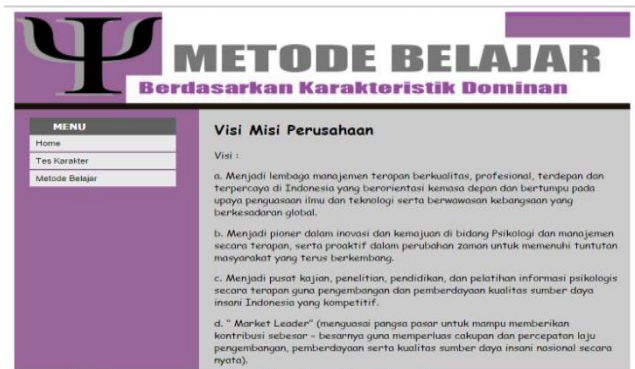 METODE BELAJAR
Berdasarkan Karakteristik Dominan
MENU
Home
Tes Karakter
Metode Belajar
Visi Misi Perusahaan
Visi :
a. Menjadi lembaga manajemen terapan berkualitas, profesional, terdepan dan
terpercaya di Indonesia yang berorientasi kemasa depan dan bertumpu pada
upaya penguasaan ilmu dan teknologi serta berwawasan kebangsaan yang
berkesadaran global.
b. Menjadi pioner dalam inovasi dan kemajuan di bidang Psikologi dan manajemen
secara terapan, serta proaktif dalam perubahan zaman untuk memenuhi tuntutan
masyarakat yang terus berkembang.
c. Menjadi pusat kajian, penelitian, pendidikan, dan pelatihan informasi psikologis
secara terapan guna pengembangan dan pemberdayaan kualitas sumber daya
insani Indonesia yang kompetitif.
d. " Market Leader" (menguasai pangsa pasar untuk mampu memberikan
kontribusi sebesar - besarnya guna memperluas cakupan dan percepatan laju
pengembangan, pemberdayaan serta kualitas sumber daya insani nasional secara
nyata).